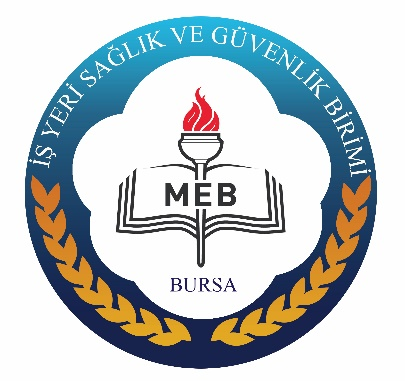 İŞ YERİ SAĞLIK VE GÜVENLİK BİRİMİ
MEB
BURSA